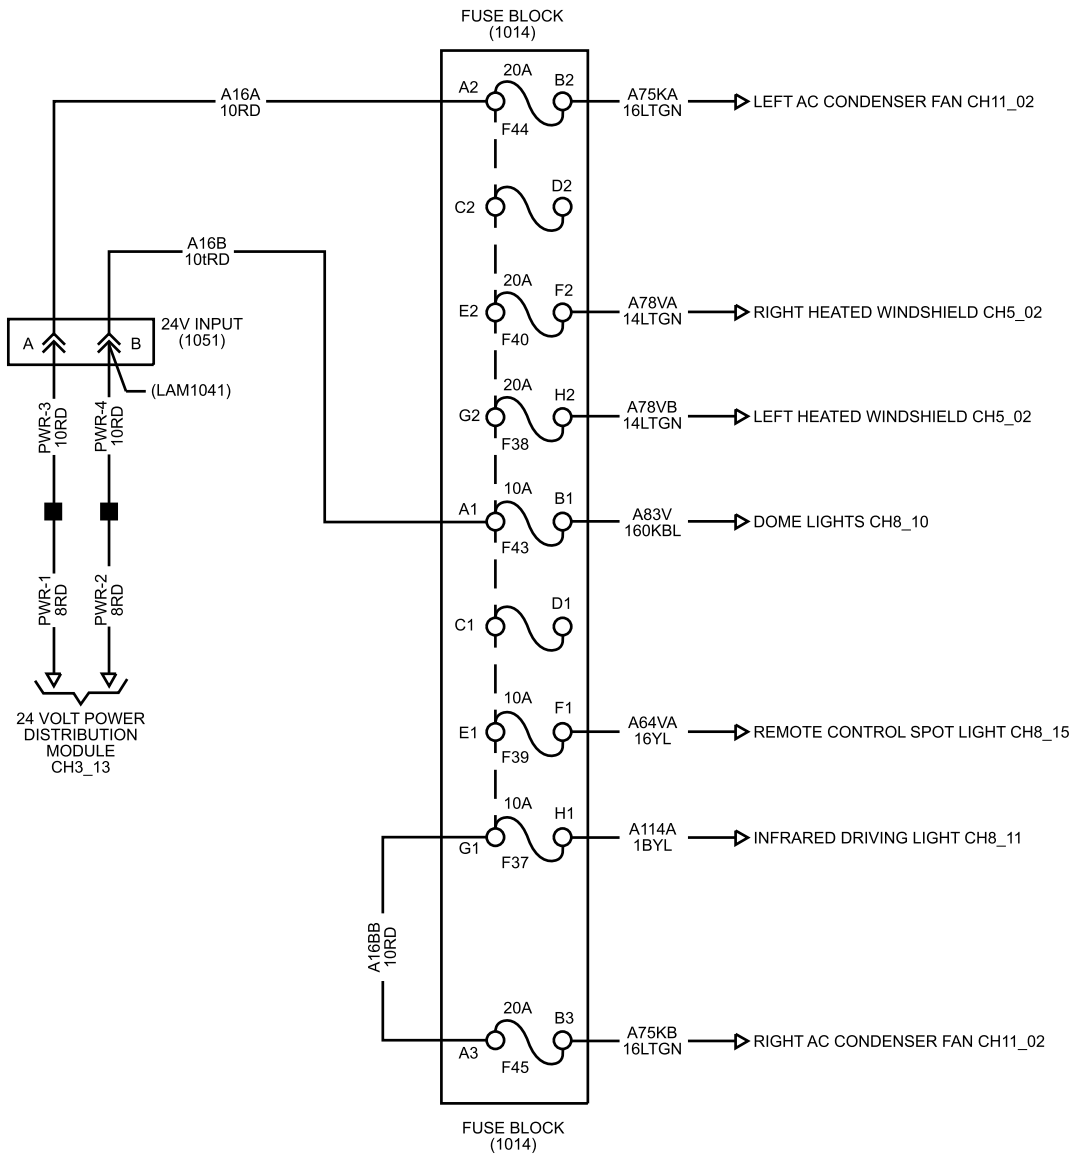 FUSE BLOCK
(1014)
A16A
10RD
A2
20A
F44
B2
A75KA
16LTGN
LEFT AC CONDENSER FAN CH11_02
C2
D2
A16B
10tRD
E2
20A
F40
F2
A78VA
14LTGN
RIGHT HEATED WINDSHIELD CH5_02
24V INPUT
(1051)
A
B
(LAM1041)
G2
20A
F38
H2
A78VB
14LTGN
LEFT HEATED WINDSHIELD CH5_02
PWR-3
10RD
PWR-4
10RD
A1
10A
F43
B1
A83V
160KBL
DOME LIGHTS CH8_10
PWR-1
8RD
PWR-2
8RD
C1
D1
24 VOLT POWER
DISTRIBUTION
MODULE
CH3_13
E1
10A
F39
F1
A64VA
16YL
REMOTE CONTROL SPOT LIGHT CH8_15
G1
10A
F37
H1
A114A
1BYL
INFRARED DRIVING LIGHT CH8_11
A16BB
10RD
A3
20A
F45
B3
A75KB
16LTGN
RIGHT AC CONDENSER FAN CH11_02
FUSE BLOCK
(1014)